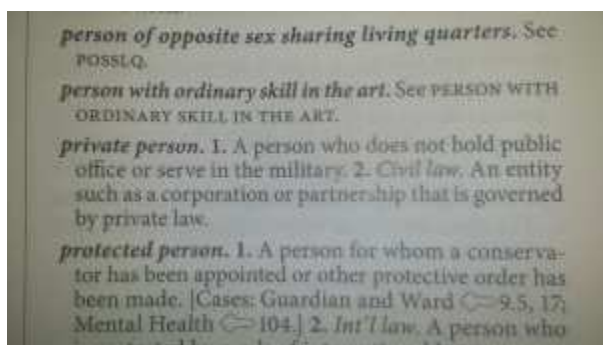 person of opposite sex sharing living quarters. See
POSSLQ.
person with ordinary skill in the art. See PERSON WITH
ORDINARY SKILL IN THE ART.
private person. 1. A person who does not hold public
office or serve in the military. 2. Civil law. An entity
such as a corporation or partnership that is governed
by private law.
protected person. 1. A person for whom a conserva-
tor has been appointed or other protective order has
been made. [Cases: Guardian and Ward 9.5, 17;
Mental Health 104.] 2. Int'l law. A person who